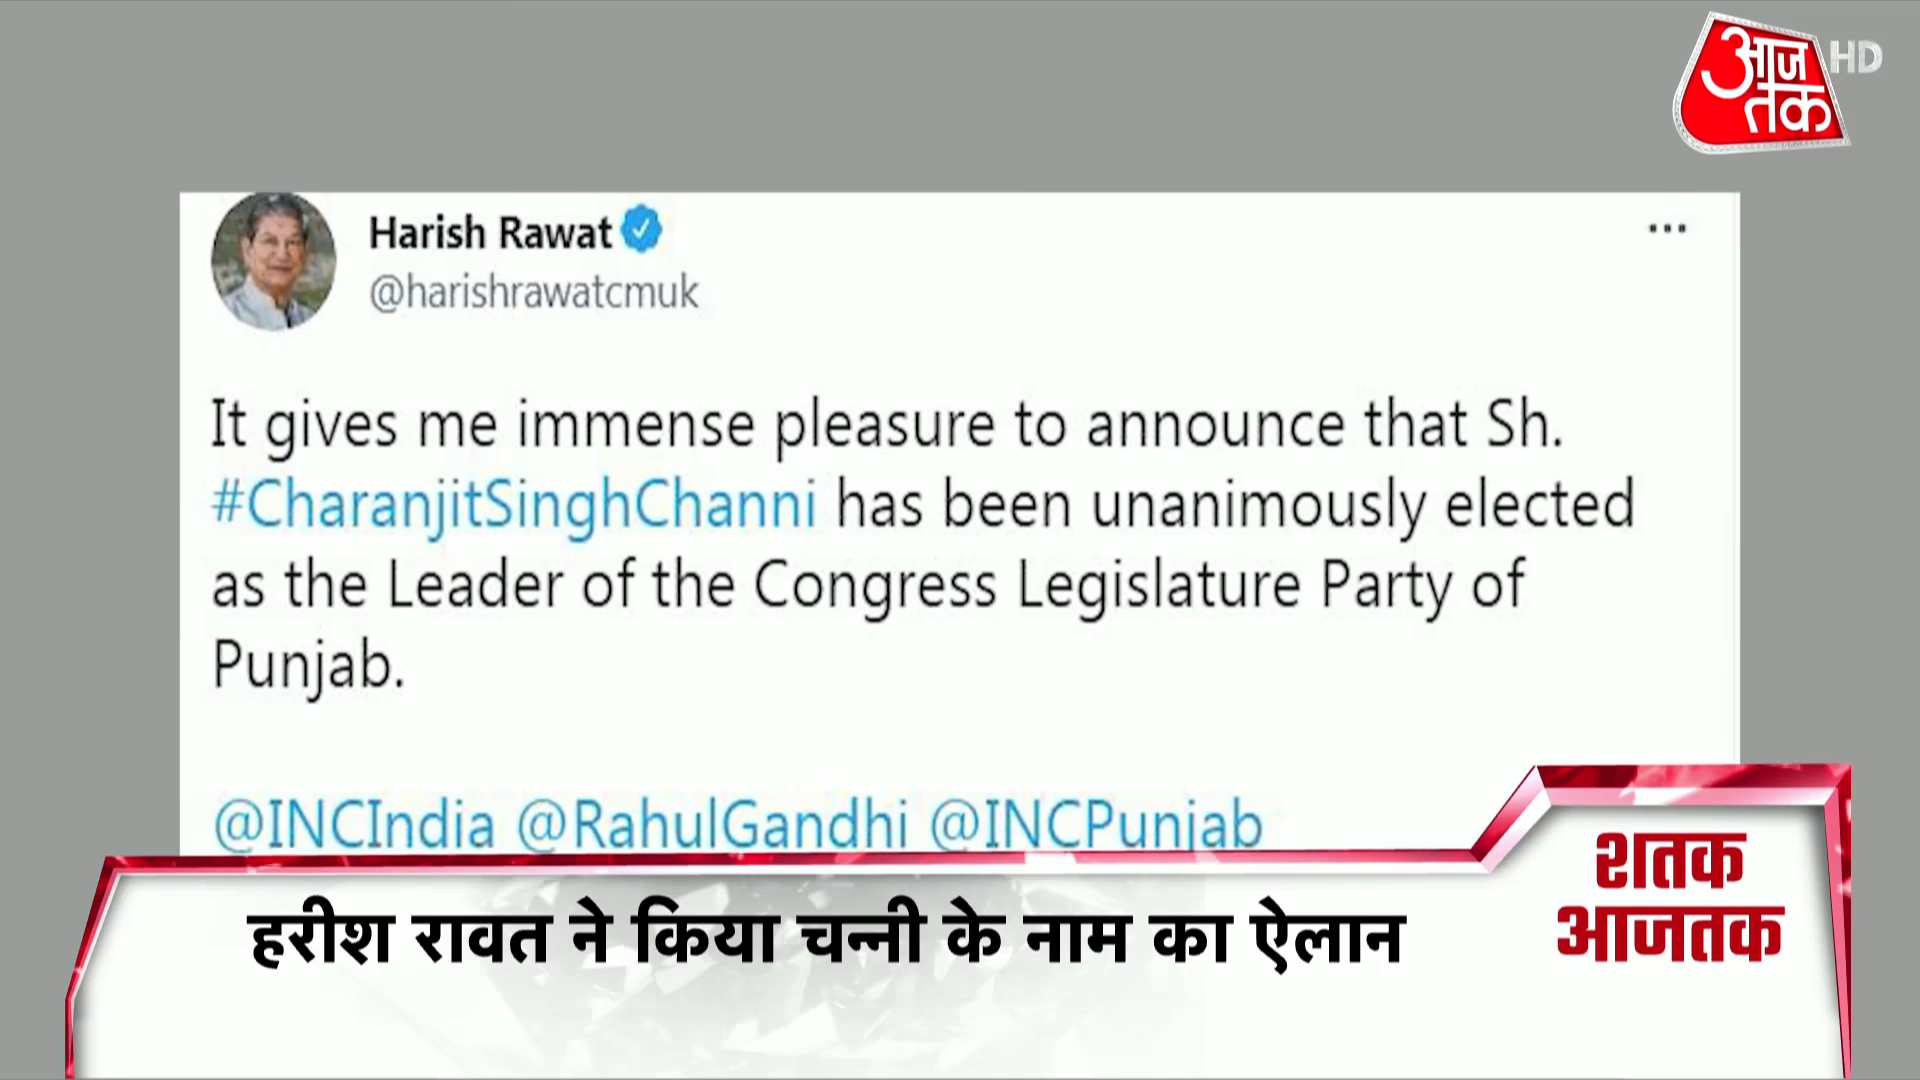 आज
तक
HD
Harish Rawat
@harishrawatcmuk
It gives me immense pleasure to announce that Sh.
#CharanjitSinghChanni has been unanimously elected
as the Leader of the Congress Legislature Party of
Punjab.
@INCIndia @RahulGandhi @INCPunjab
हरीश रावत ने किया चन्नी के नाम का ऐलान
शतक
आजतक